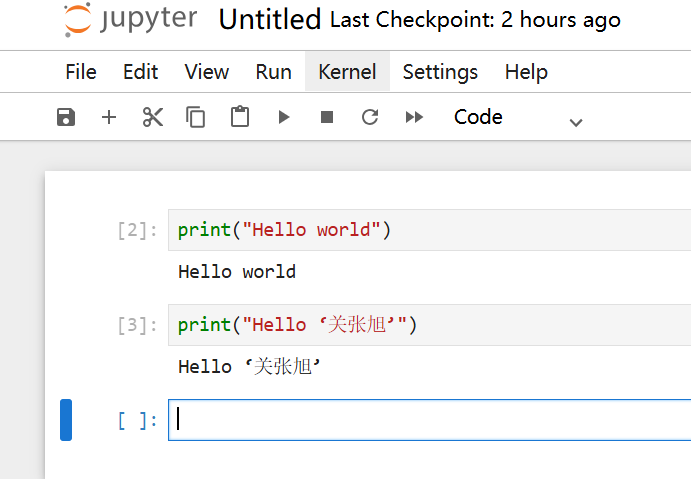 jupyter Untitled Last Checkpoint: 2 hours ago
File Edit View Run Kernel Settings Help
Code
[2]: print("Hello world")
Hello world
[3]: print("Hello ‘关张旭’")
Hello ‘关张旭’
[ ]: